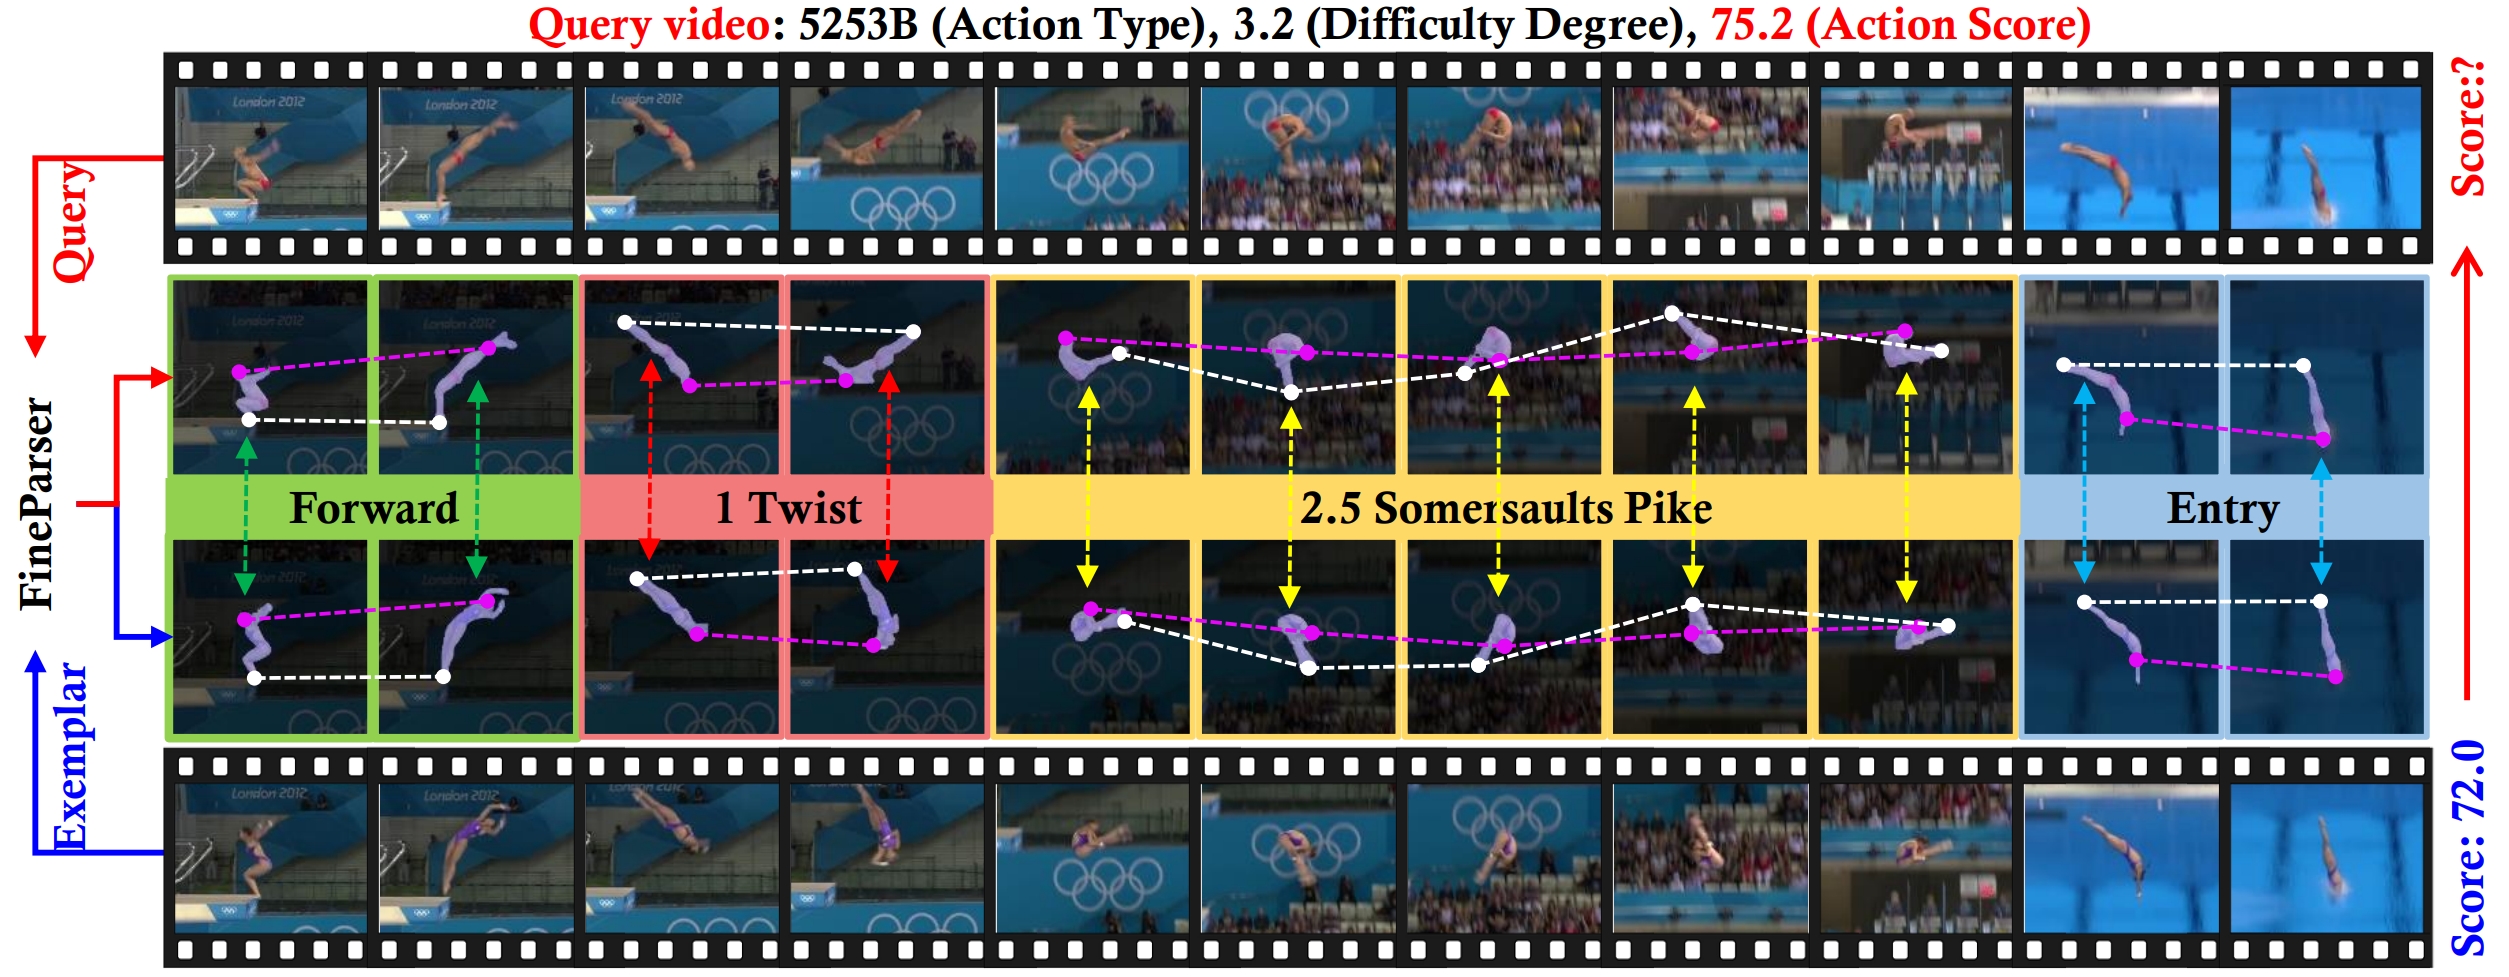 Query video: 5253B (Action Type), 3.2 (Difficulty Degree), 75.2 (Action Score)
London 2012
London 2012
London 2012
Query
Score:?
FineParser
Forward
1 Twist
2.5 Somersaults Pike
Entry
Exemplar
Score: 72.0
London 2012
London 2012
London 2012